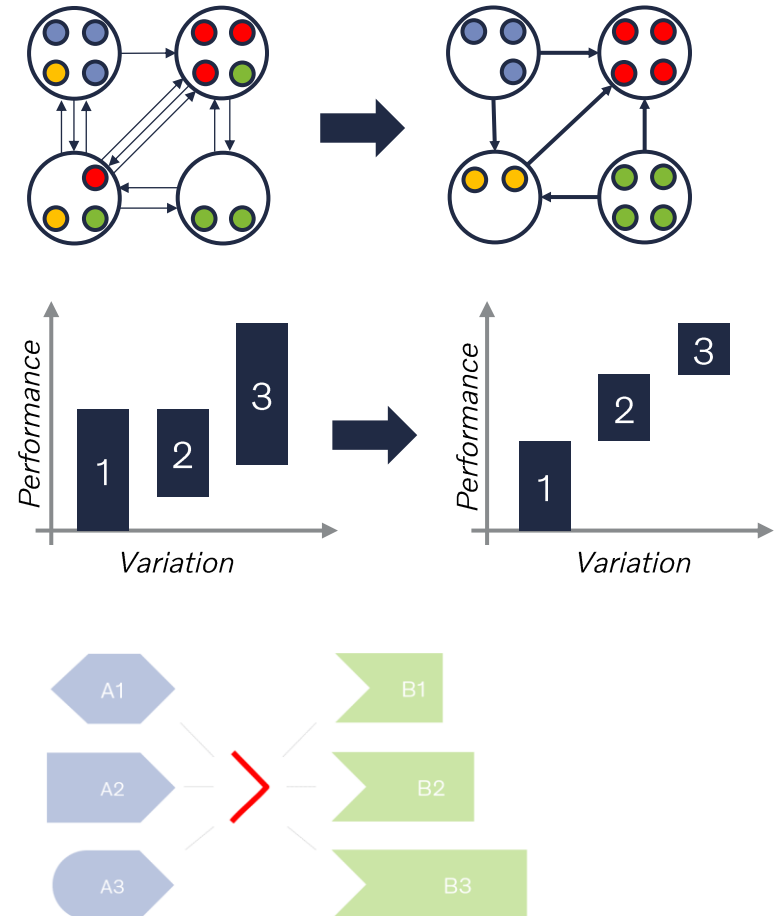 Performance
1
2
3
Variation
Performance
1
2
3
Variation
A1
B1
A2
B2
A3
B3